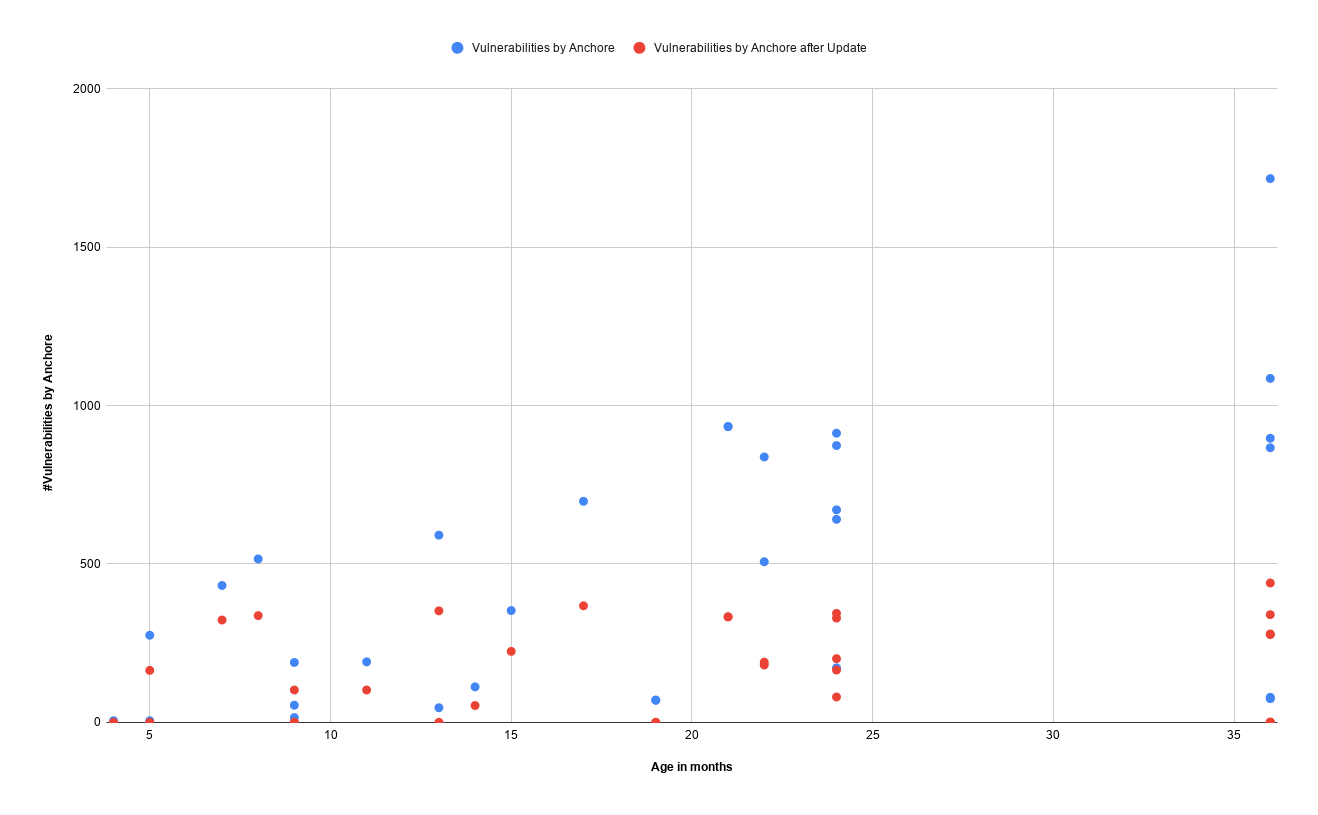 Vulnerabilities by Anchore Vulnerabilities by Anchore after Update
2000
1500
1000
500
0
#Vulnerabilities by Anchore
5 10 15 20 25 30 35
Age in months